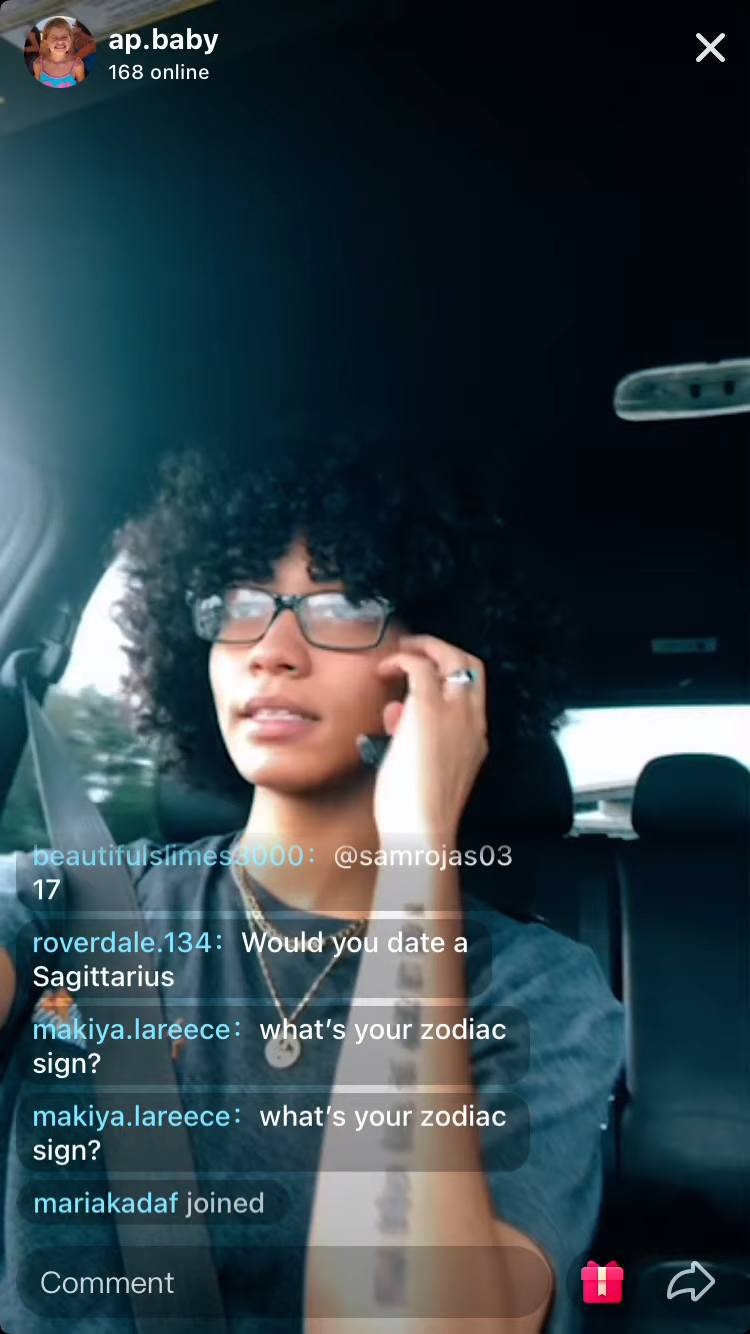 ap.baby
168 online
beautifulslimes3000: @samrojas03
17
roverdale.134: Would you date a
Sagittarius
makiya.lareece: what's your zodiac
sign?
makiya.lareece: what's your zodiac
sign?
mariakadaf joined
Comment